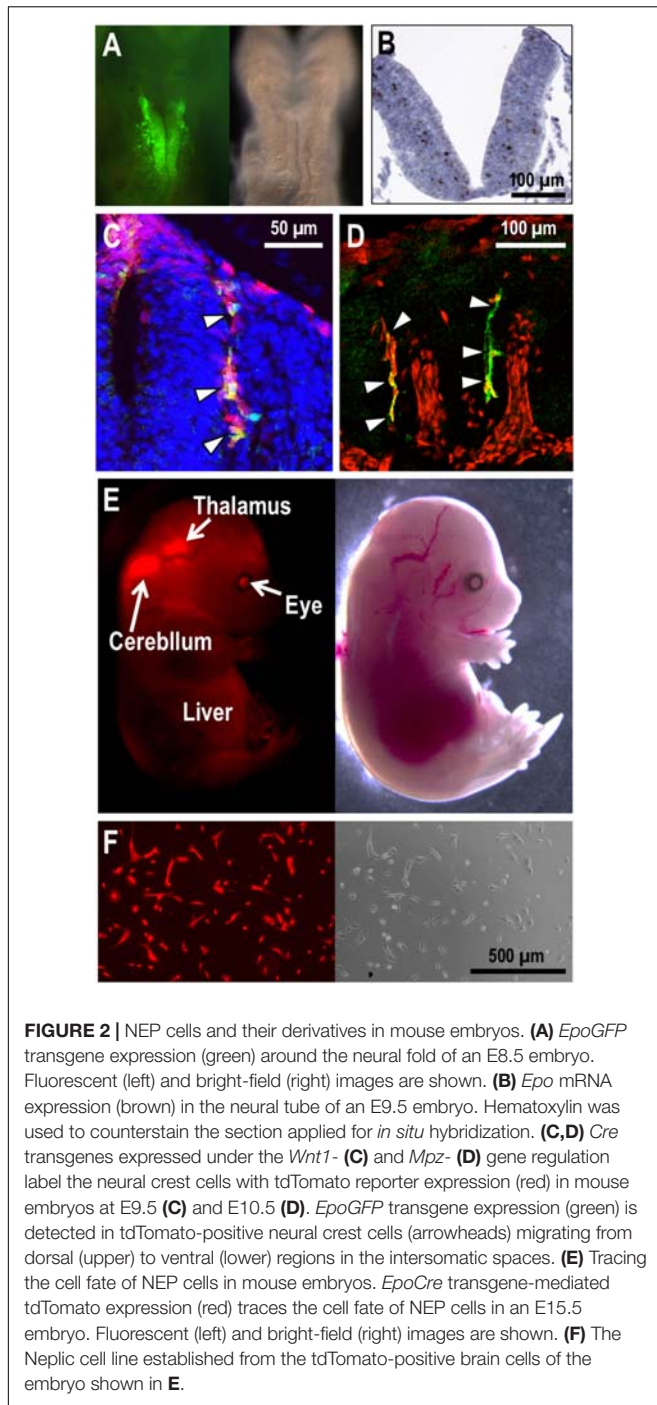 A
B
100 µm
C
50 µm
D
100 µm
E
Thalamus
Eye
Cerebllum
Liver
F
500 µm
FIGURE 2 | NEP cells and their derivatives in mouse embryos. (A) EpoGFP
transgene expression (green) around the neural fold of an E8.5 embryo.
Fluorescent (left) and bright-field (right) images are shown. (B) Epo mRNA
expression (brown) in the neural tube of an E9.5 embryo. Hematoxylin was
used to counterstain the section applied for in situ hybridization. (C,D) Cre
transgenes expressed under the Wnt1- (C) and Mpz- (D) gene regulation
label the neural crest cells with tdTomato reporter expression (red) in mouse
embryos at E9.5 (C) and E10.5 (D). EpoGFP transgene expression (green) is
detected in tdTomato-positive neural crest cells (arrowheads) migrating from
dorsal (upper) to ventral (lower) regions in the intersomatic spaces. (E) Tracing
the cell fate of NEP cells in mouse embryos. EpoCre transgene-mediated
tdTomato expression (red) traces the cell fate of NEP cells in an E15.5
embryo. Fluorescent (left) and bright-field (right) images are shown. (F) The
Neplic cell line established from the tdTomato-positive brain cells of the
embryo shown in E.